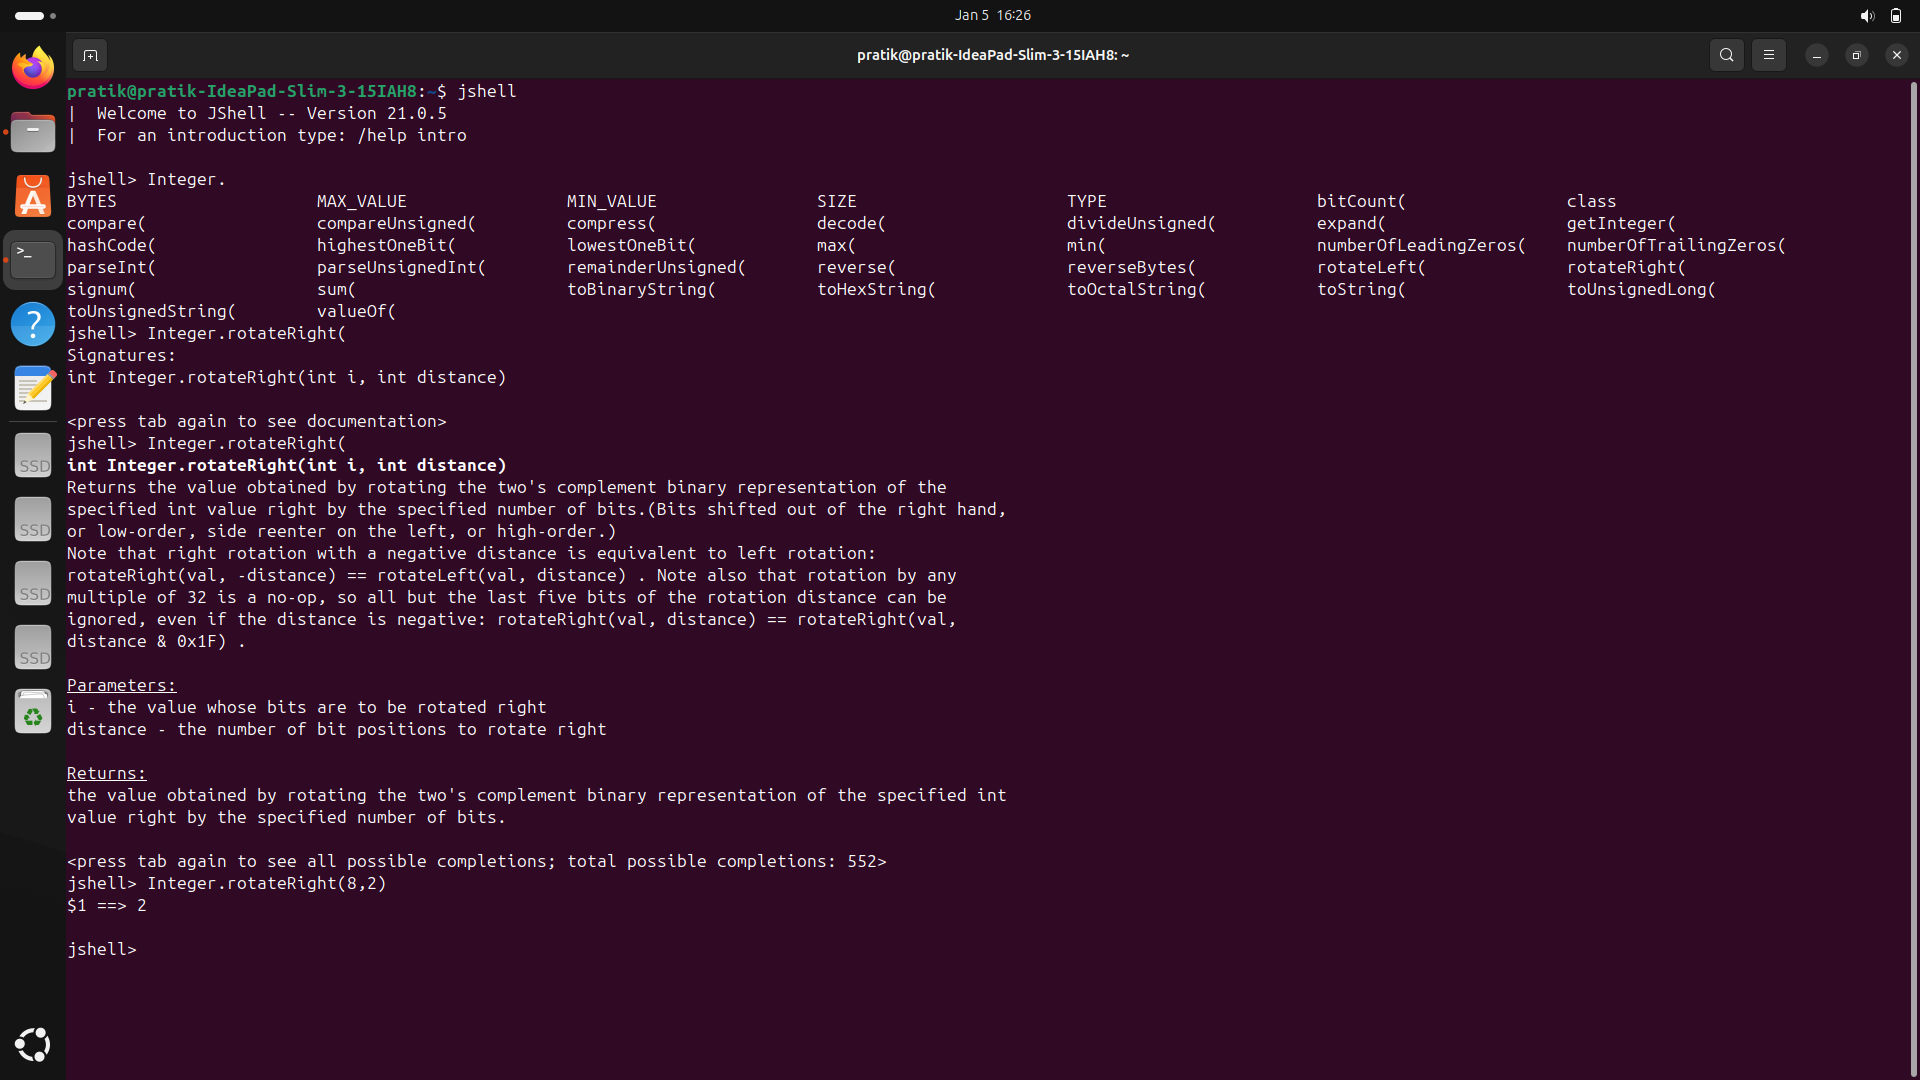 Jan 5 16:26
pratik@pratik-IdeaPad-Slim-3-15IAH8: ~
pratik@pratik-IdeaPad-Slim-3-15IAH8:~$ jshell
|  Welcome to JShell -- Version 21.0.5
|  For an introduction type: /help intro
jshell> Integer.
BYTES MAX_VALUE MIN_VALUE SIZE TYPE bitCount( class
compare( compareUnsigned( compress( decode( divideUnsigned( expand( getInteger(
hashCode( highestOneBit( lowestOneBit( max( min( numberOfLeadingZeros( numberOfTrailingZeros(
parseInt( parseUnsignedInt( remainderUnsigned( reverse( reverseBytes( rotateLeft( rotateRight(
signum( sum( toBinaryString( toHexString( toOctalString( toString( toUnsignedLong(
toUnsignedString( valueOf(
jshell> Integer.rotateRight(
Signatures:
int Integer.rotateRight(int i, int distance)
<press tab again to see documentation>
jshell> Integer.rotateRight(
int Integer.rotateRight(int i, int distance)
Returns the value obtained by rotating the two's complement binary representation of the
specified int value right by the specified number of bits.(Bits shifted out of the right hand,
or low-order, side reenter on the left, or high-order.)
Note that right rotation with a negative distance is equivalent to left rotation:
rotateRight(val, -distance) == rotateLeft(val, distance) . Note also that rotation by any
multiple of 32 is a no-op, so all but the last five bits of the rotation distance can be
ignored, even if the distance is negative: rotateRight(val, distance) == rotateRight(val,
distance & 0x1F) .
Parameters:
i - the value whose bits are to be rotated right
distance - the number of bit positions to rotate right
Returns:
the value obtained by rotating the two's complement binary representation of the specified int
value right by the specified number of bits.
<press tab again to see all possible completions; total possible completions: 552>
jshell> Integer.rotateRight(8,2)
$1 ==> 2
jshell>
SSD
SSD
SSD
SSD